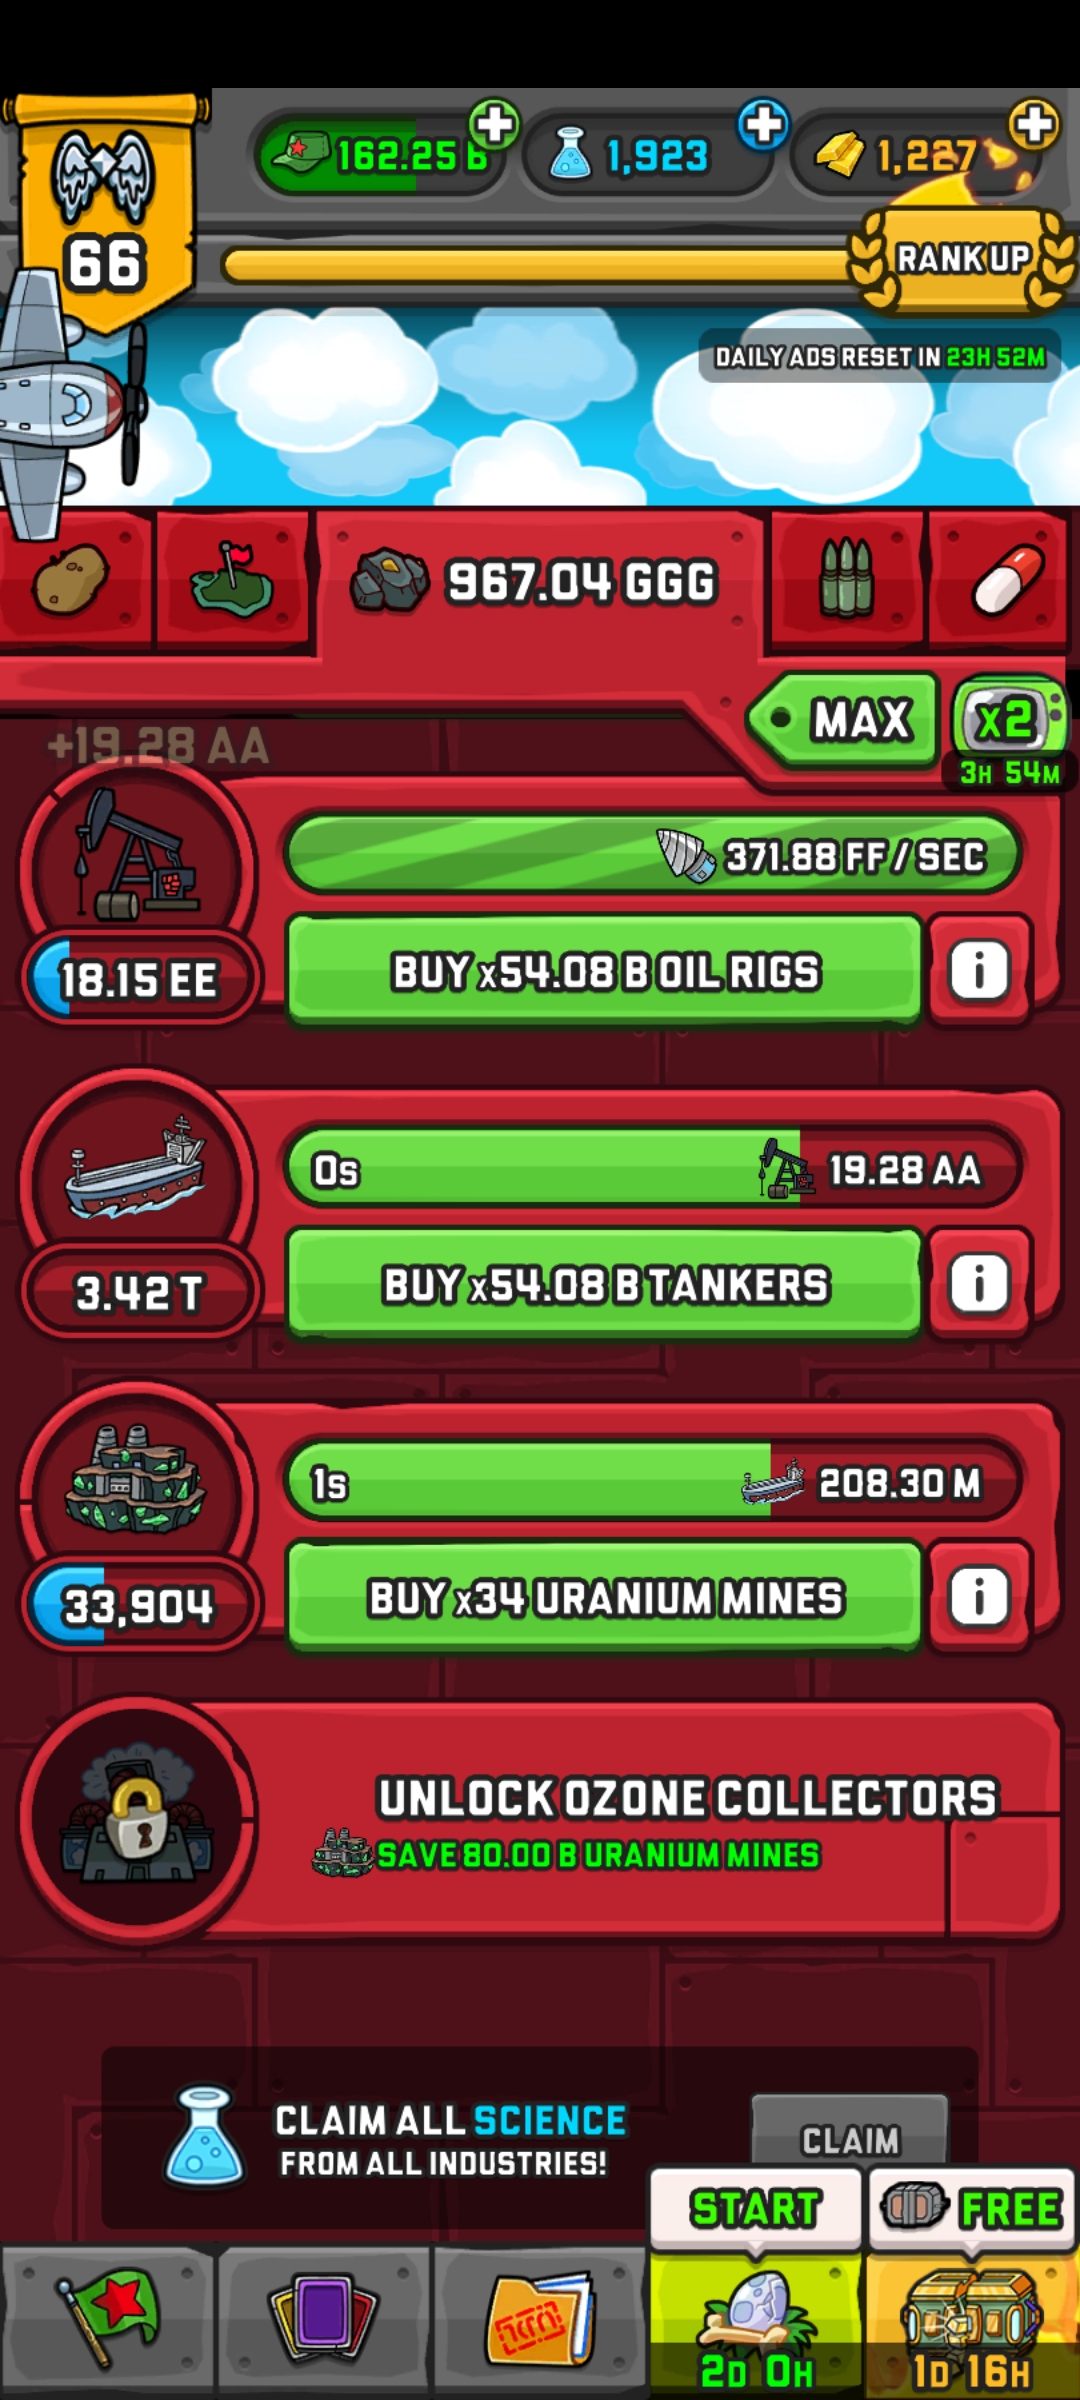 162.25 B
1,923
1,227
66
RANK UP
DAILY ADS RESET IN 23H 52M
967.04 GGG
MAX
x2
3H 54M
+19.28 AA
371.88 FF / SEC
18.15 EE
BUY x54.08 B OIL RIGS
0s
19.28 AA
3.42 T
BUY x54.08 B TANKERS
1s
208.30 M
33,904
BUY x34 URANIUM MINES
UNLOCK OZONE COLLECTORS
SAVE 80.00 B URANIUM MINES
CLAIM ALL SCIENCE
FROM ALL INDUSTRIES!
CLAIM
START
FREE
2D 0H
1D 16H